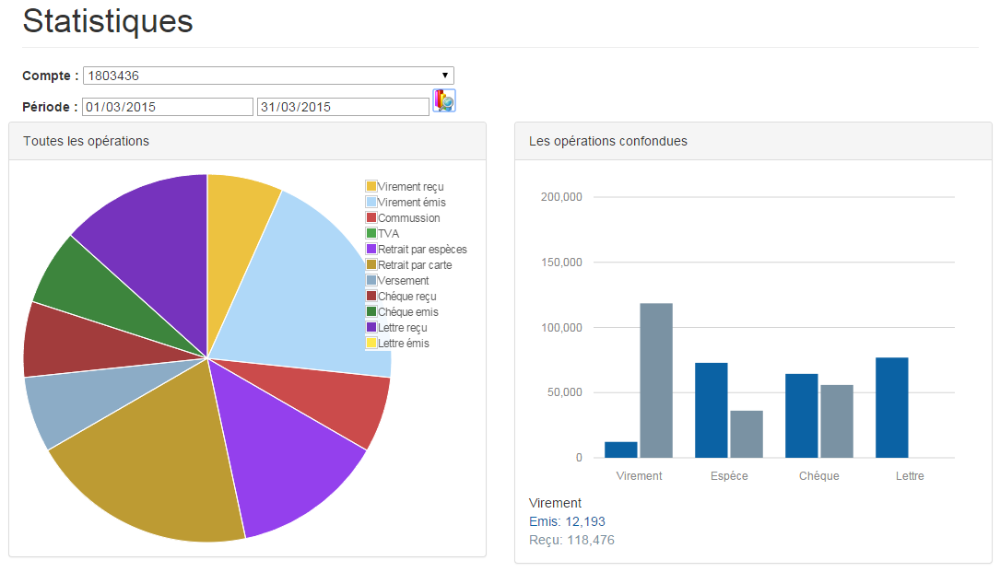 Statistiques
Compte : 1803436
Période : 01/03/2015 31/03/2015
Toutes les opérations
Virement reçu
Virement émis
Commussion
TVA
Retrait par espèces
Retrait par carte
Versement
Chéque reçu
Chéque emis
Lettre reçu
Lettre émis
Les opérations confondues
200,000
150,000
100,000
50,000
0
Virement Espéce Chéque Lettre
Virement
Emis: 12,193
Reçu: 118,476